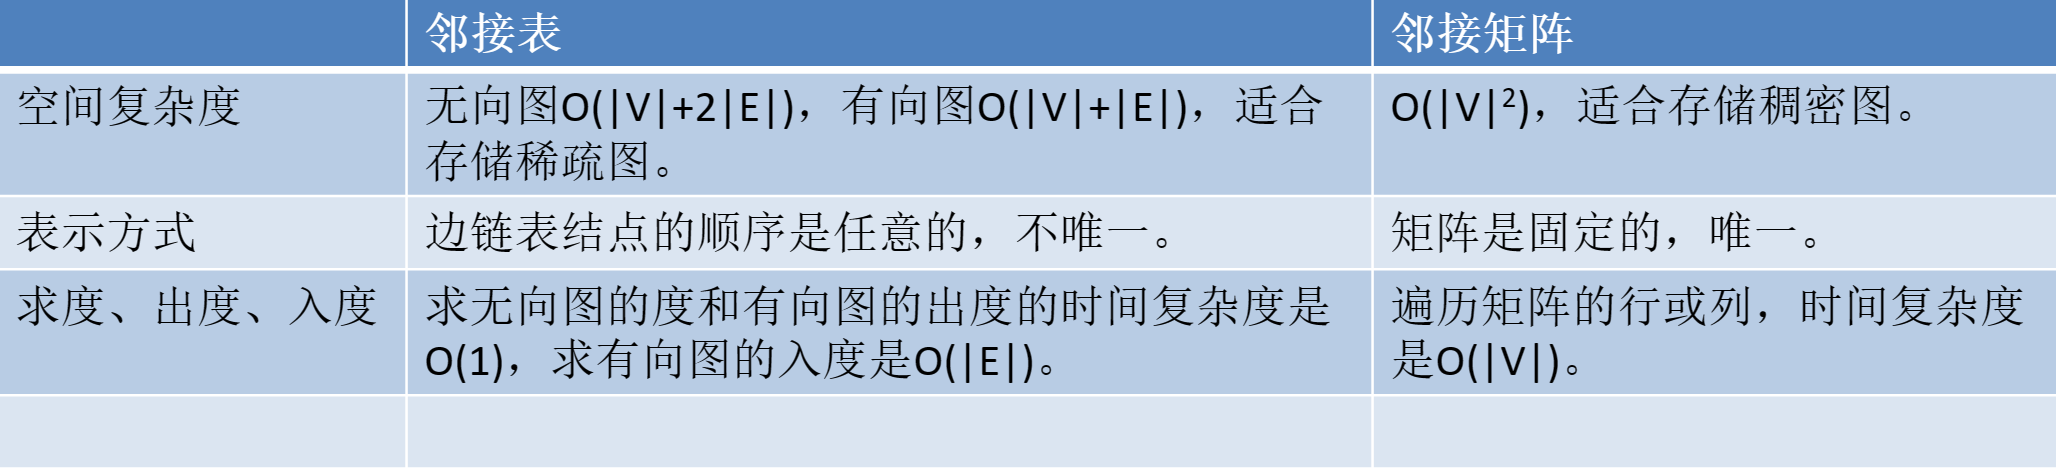 邻接表
邻接矩阵
空间复杂度
无向图O(|V|+2|E|)，有向图O(|V|+|E|)，适合
存储稀疏图。
O(|V|²)，适合存储稠密图。
表示方式
边链表结点的顺序是任意的，不唯一。
矩阵是固定的，唯一。
求度、出度、入度
求无向图的度和有向图的出度的时间复杂度是
O(1)，求有向图的入度是O(|E|)。
遍历矩阵的行或列，时间复杂度
是O(|V|)。